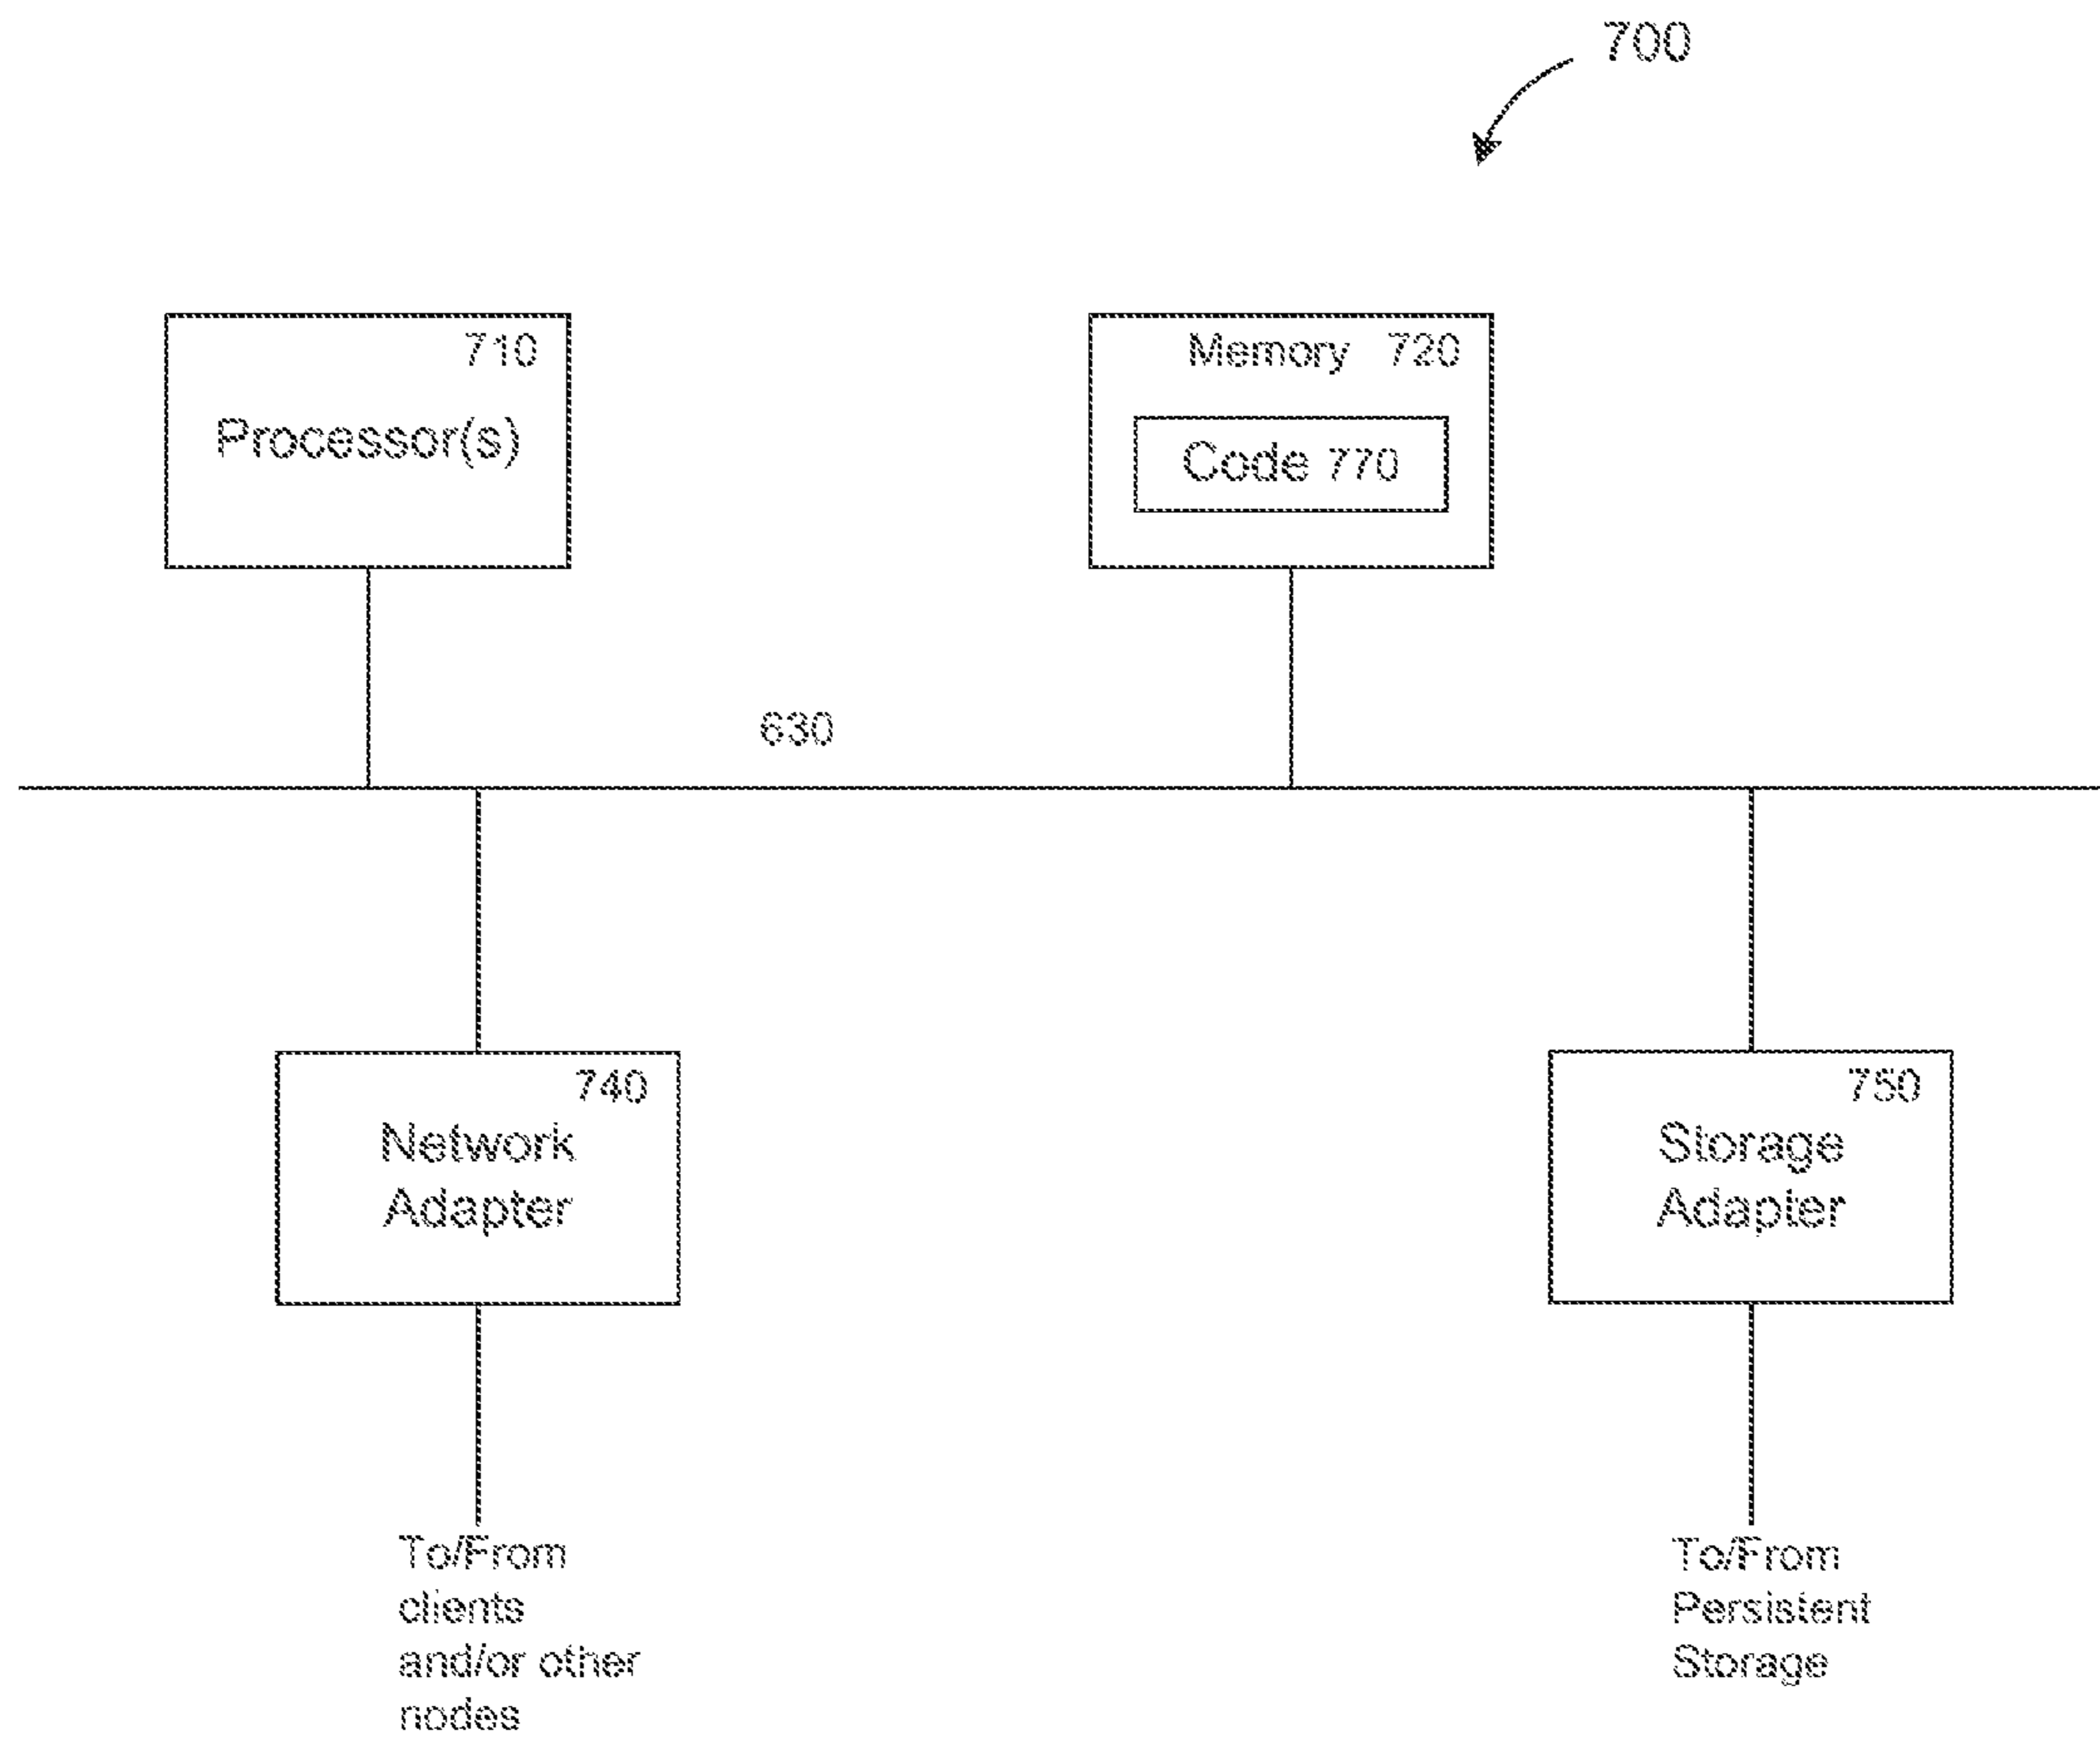 700
710
Processor(s)
Memory 720
Code 770
630
740
Network
Adapter
750
Storage
Adapter
To/From
clients
and/or other
nodes
To/From
Persistent
Storage